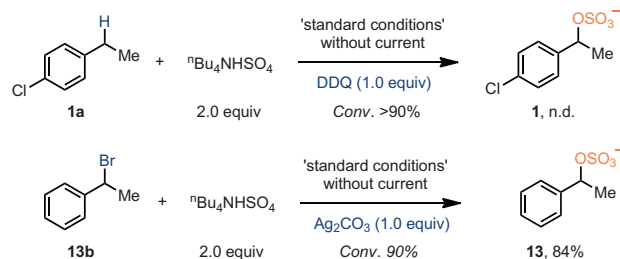 H
Me
Cl
1a
+
ⁿBu₄NHSO₄
2.0 equiv
'standard conditions'
without current
DDQ (1.0 equiv)
Conv. >90%
OSO₃⁻
Me
Cl
1, n.d.
Br
Me
13b
+
ⁿBu₄NHSO₄
2.0 equiv
'standard conditions'
without current
Ag₂CO₃ (1.0 equiv)
Conv. 90%
OSO₃⁻
Me
13, 84%